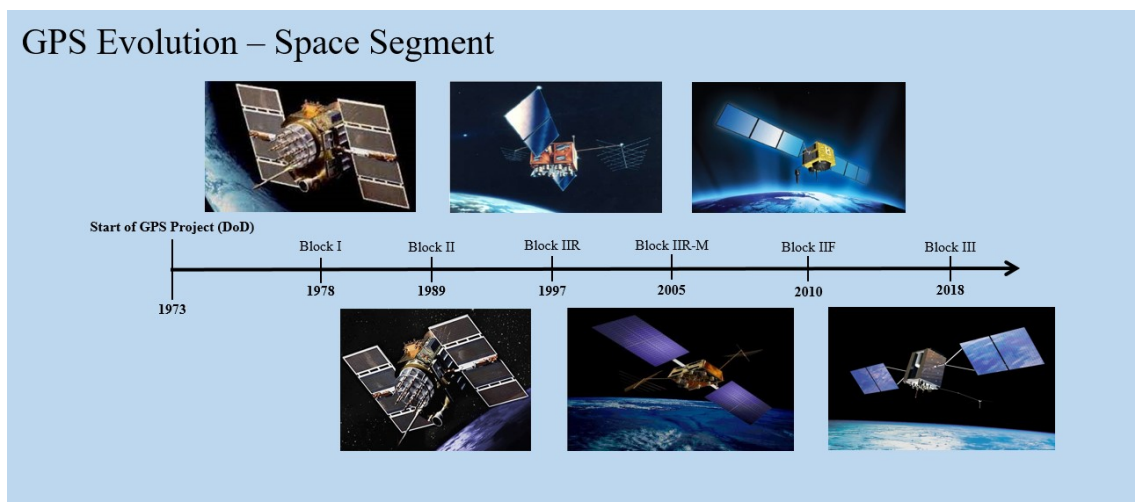 GPS Evolution – Space Segment
Start of GPS Project (DoD)
Block I
Block II
Block IIR
Block IIR-M
Block IIF
Block III
1973
1978
1989
1997
2005
2010
2018